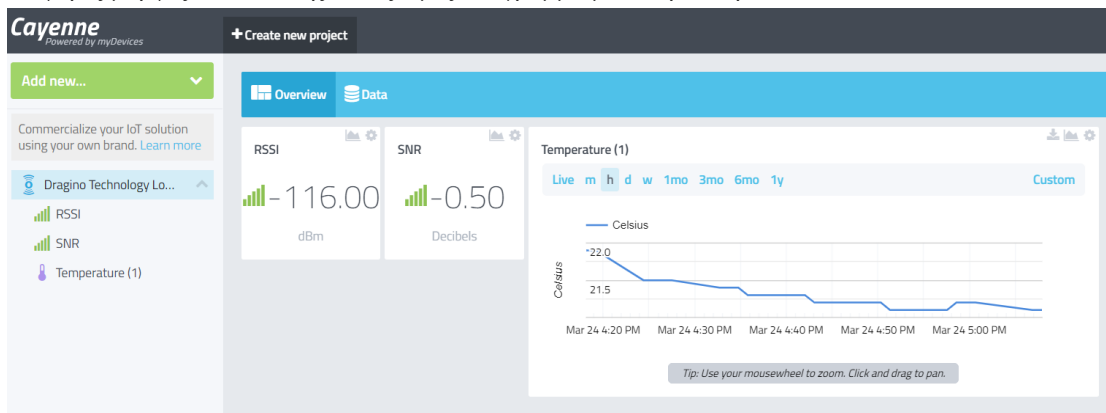 Cayenne
Powered by myDevices
+ Create new project
Add new...
Overview
Data
Commercialize your IoT solution
using your own brand. Learn more
Dragino Technology Lo...
RSSI
SNR
Temperature (1)
RSSI
-116.00
dBm
SNR
-0.50
Decibels
Temperature (1)
Live m h d w 1mo 3mo 6mo 1y Custom
Celsius
Celsius
22.0
21.5
Mar 24 4:20 PM Mar 24 4:30 PM Mar 24 4:40 PM Mar 24 4:50 PM Mar 24 5:00 PM
Tip: Use your mousewheel to zoom. Click and drag to pan.